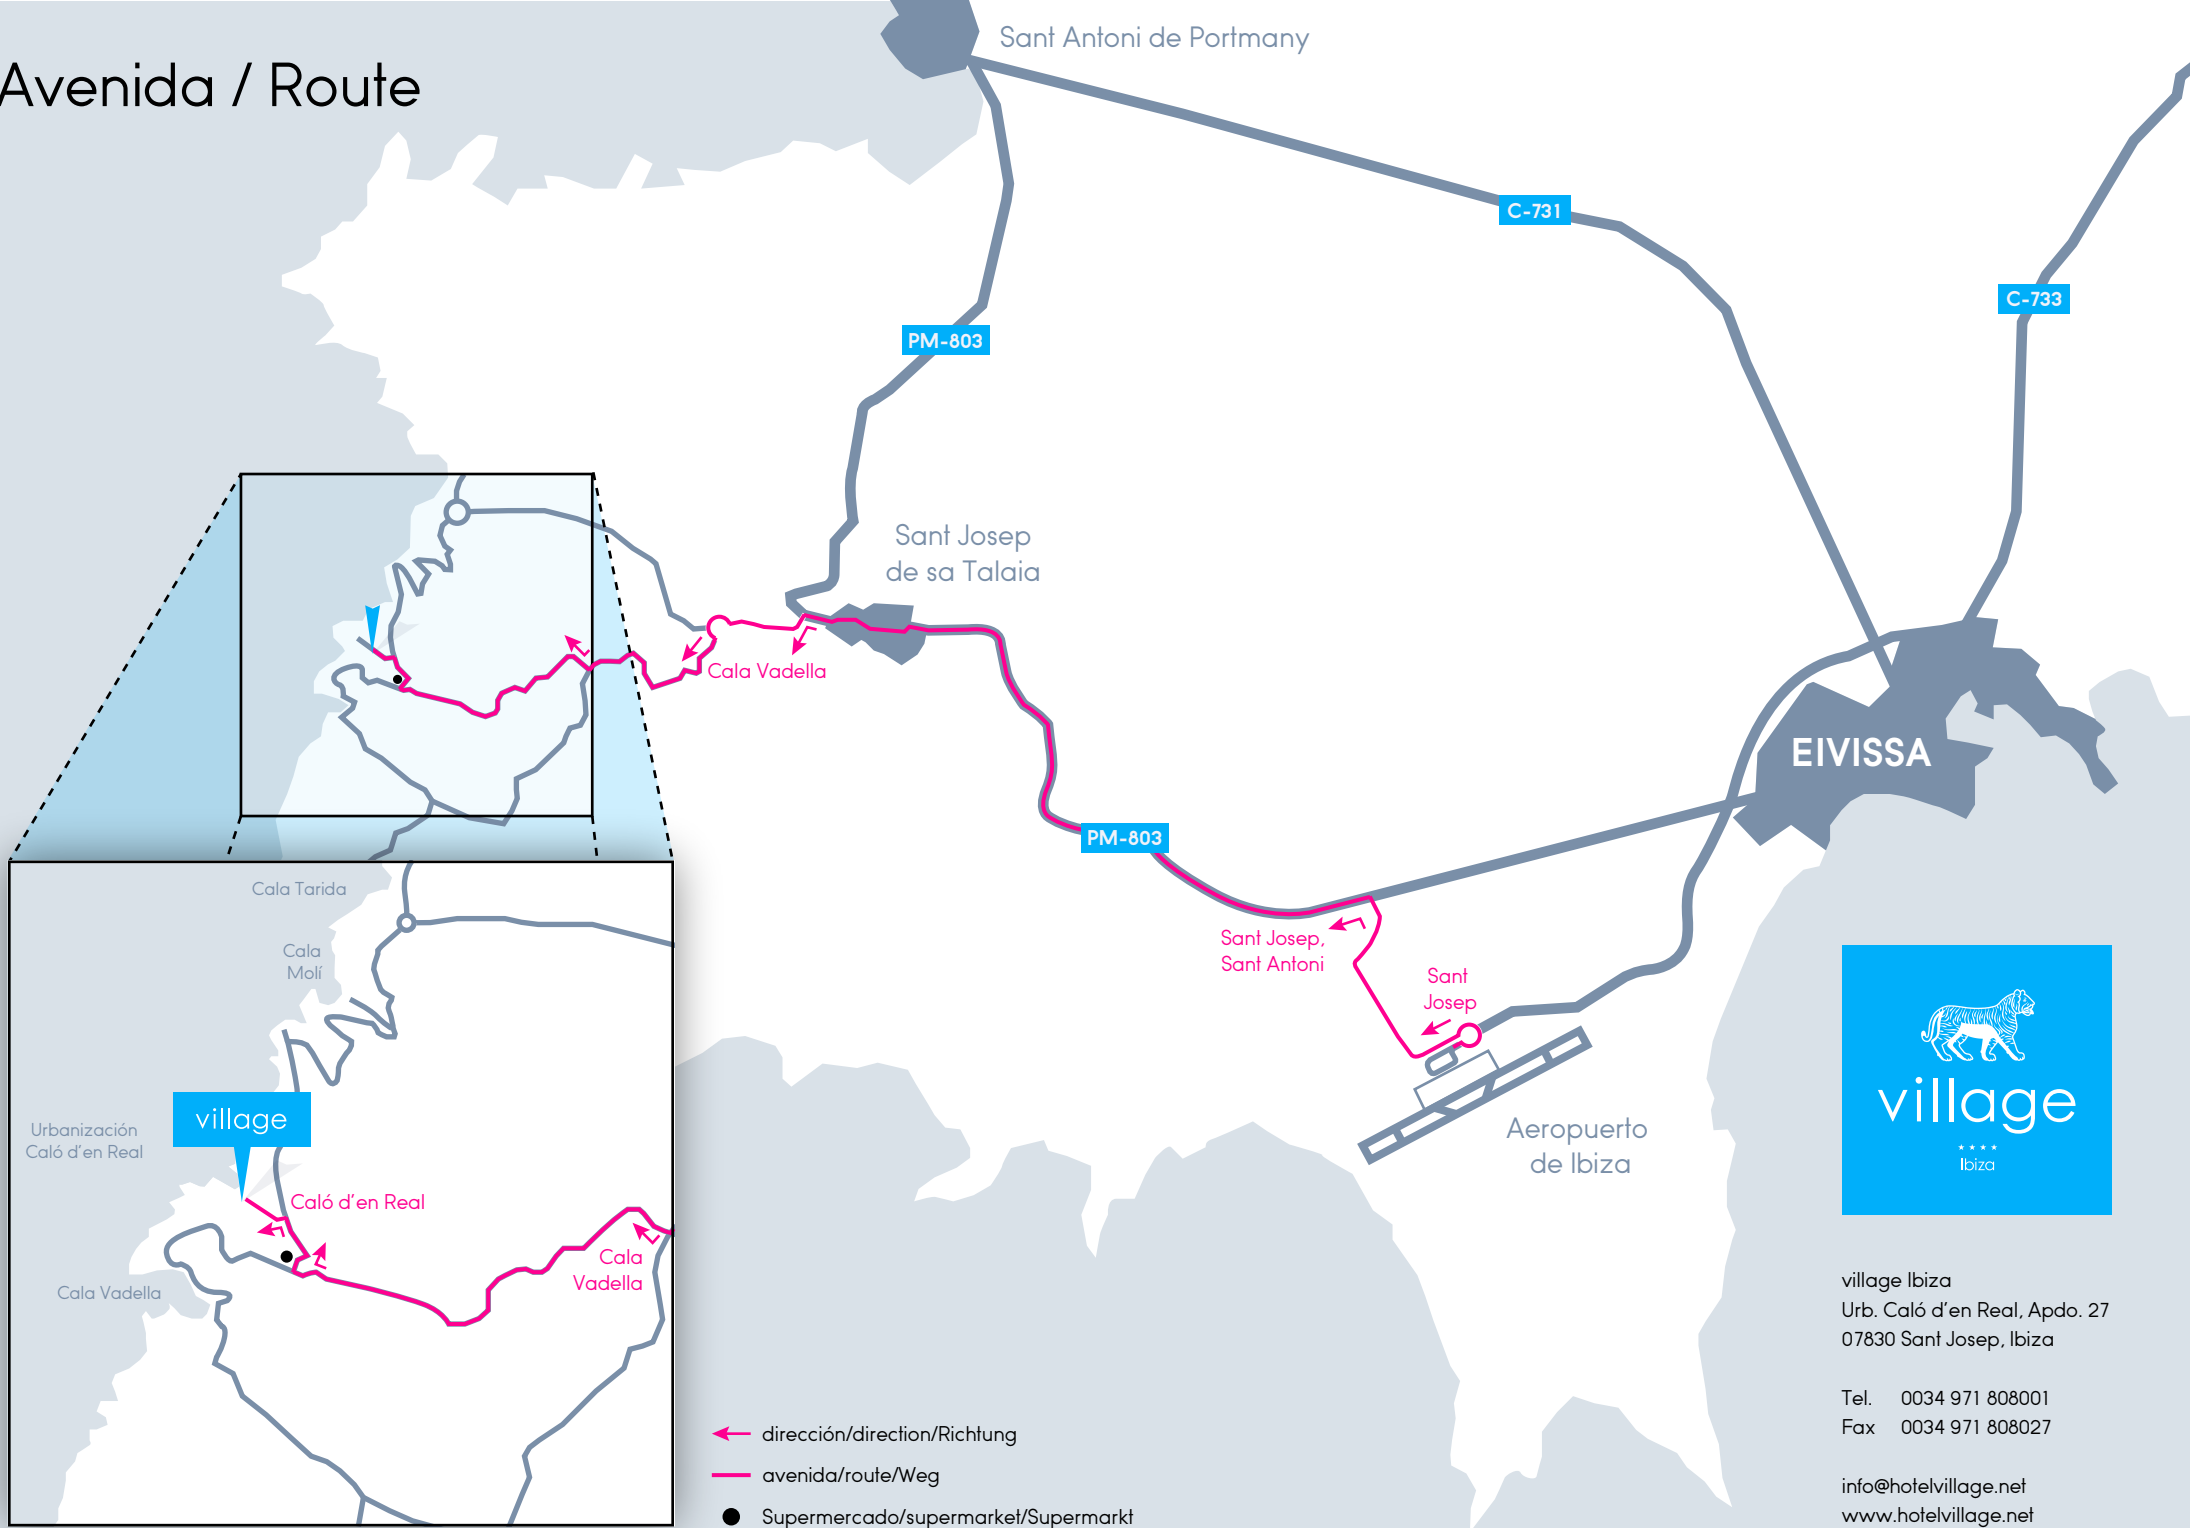 Avenida / Route
Sant Antoni de Portmany
C-731
C-733
PM-803
Sant Josep
de sa Talaia
Cala Vadella
EIVISSA
PM-803
Sant Josep,
Sant Antoni
Sant
Josep
Aeropuerto
de Ibiza
Cala Tarida
Cala
Molí
village
Urbanización
Caló d'en Real
Caló d'en Real
Cala
Vadella
Cala Vadella
dirección/direction/Richtung
avenida/route/Weg
Supermercado/supermarket/Supermarkt
village
Ibiza
village Ibiza
Urb. Caló d'en Real, Apdo. 27
07830 Sant Josep, Ibiza
Tel. 0034 971 808001
Fax 0034 971 808027
info@hotelvillage.net
www.hotelvillage.net